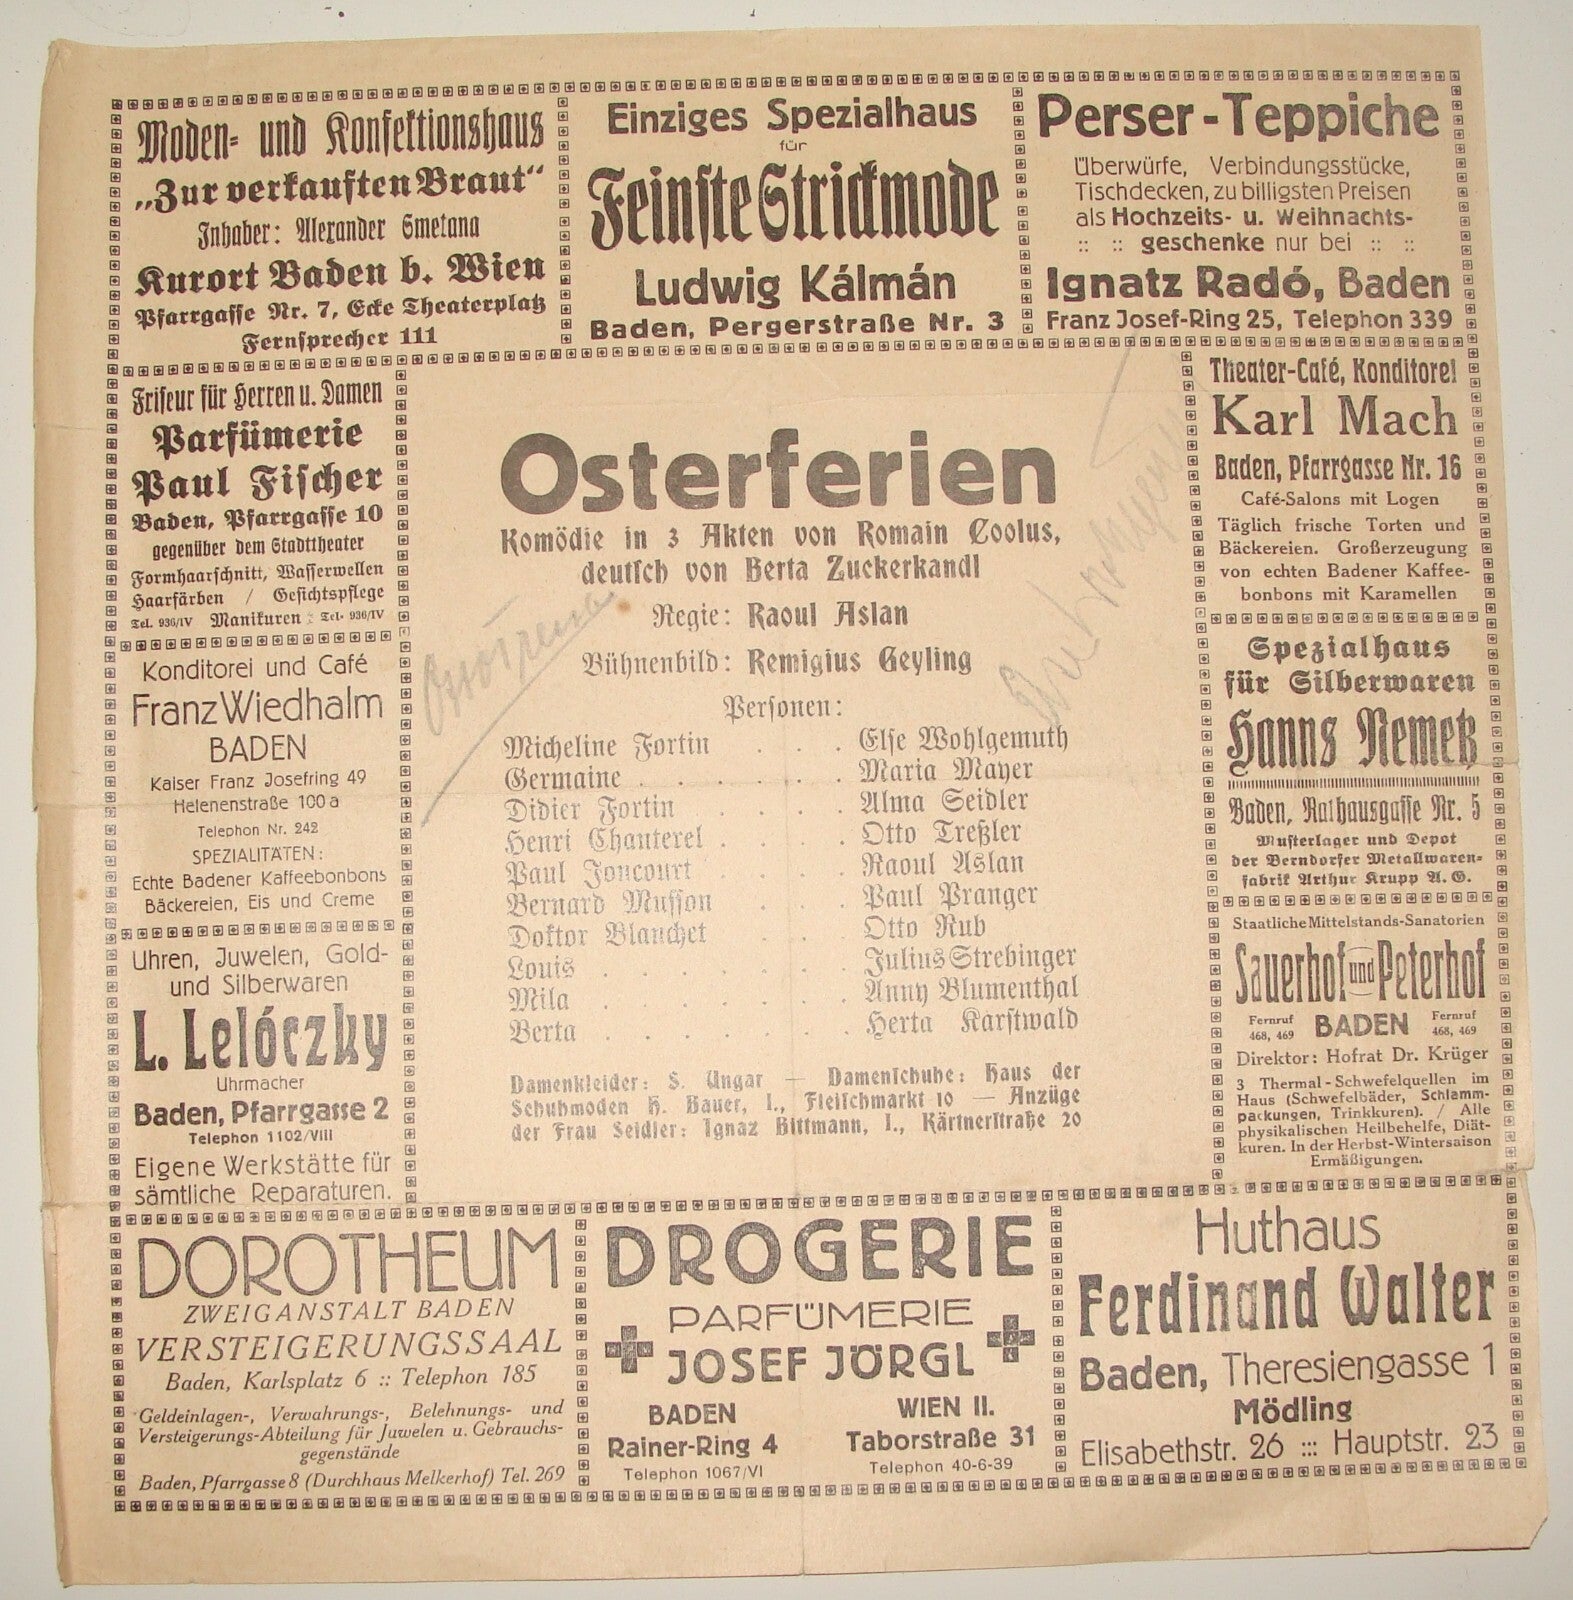 Moden- und Konfektionshaus
„Zur verkauften Braut"
Inhaber: Alexander Smetana
Kurort Baden b. Wien
Pfarrgasse Nr. 7, Ecke Theaterplatz
Fernsprecher 111
Einziges Spezialhaus
für
Feinste Strickmode
Ludwig Kálmán
Baden, Pergerstraße Nr. 3
Perser-Teppiche
Überwürfe, Verbindungsstücke,
Tischdecken, zu billigsten Preisen
als Hochzeits- u. Weihnachts-
:: :: geschenke nur bei :: ::
Ignatz Radó, Baden
Franz Josef-Ring 25, Telephon 339
Friseur für Herren u. Damen
Parfümerie
Paul Fischer
Baden, Pfarrgasse 10
gegenüber dem Stadttheater
Formhaarschnitt, Wasserwellen
Haarfärben / Gesichtspflege
Tel. 936/IV Manikuren : Tel. 936/IV
Konditorei und Café
Franz Wiedhalm
BADEN
Kaiser Franz Josefring 49
Helenenstraße 100a
Telephon Nr. 242
SPEZIALITÄTEN:
Echte Badener Kaffeebonbons
Bäckereien, Eis und Creme
Uhren, Juwelen, Gold-
und Silberwaren
L. Lelóczky
Uhrmacher
Baden, Pfarrgasse 2
Telephon 1102/VIII
Eigene Werkstätte für
sämtliche Reparaturen.
Osterferien
Komödie in 3 Akten von Romain Coolus,
deutsch von Berta Zuckerkandl
Regie: Raoul Aslan
Bühnenbild: Remigius Geyling
Personen:
Micheline Fortin . . . Else Wohlgemuth
Germaine . . . . . . Maria Mayer
Didier Fortin . . . . Alma Seidler
Henri Chanterel . . . . Otto Treßler
Paul Joncourt . . . . Raoul Aslan
Bernard Musson . . . Paul Pranger
Doktor Blanchet . . . Otto Rub
Louis . . . . . . . Julius Strebinger
Mila . . . . . . . Anny Blumenthal
Berta . . . . . . . Herta Karstwald
Damenkleider: S. Ungar — Damenschuhe: Haus der
Schuhmoden H. Bauer, I., Fleischmarkt 10 — Anzüge
der Frau Seidler: Ignaz Bittmann, I., Kärtnerstraße 20
Theater-Café, Konditorei
Karl Mach
Baden, Pfarrgasse Nr. 16
Café-Salons mit Logen
Täglich frische Torten und
Bäckereien. Großerzeugung
von echten Badener Kaffee-
bonbons mit Karamellen
Spezialhaus
für Silberwaren
Hanns Nemetz
Baden, Rathausgasse Nr. 5
Musterlager und Depot
der Berndorfer Metallwaren-
fabrik Arthur Krupp A. G.
Staatliche Mittelstands-Sanatorien
Sauerhof und Peterhof
Fernruf 468, 469 BADEN Fernruf 468, 469
Direktor: Hofrat Dr. Krüger
3 Thermal-Schwefelquellen im
Haus (Schwefelbäder, Schlamm-
packungen, Trinkkuren). / Alle
physikalischen Heilbehelfe, Diät-
kuren. In der Herbst-Wintersaison
Ermäßigungen.
DOROTHEUM
ZWEIGANSTALT BADEN
VERSTEIGERUNGSSAAL
Baden, Karlsplatz 6 :: Telephon 185
Geldeinlagen-, Verwahrungs-, Belehnungs- und
Versteigerungs-Abteilung für Juwelen u. Gebrauchs-
gegenstände
Baden, Pfarrgasse 8 (Durchhaus Melkerhof) Tel. 269
DROGERIE
PARFÜMERIE
JOSEF JÖRGL
BADEN
Rainer-Ring 4
Telephon 1067/VI
WIEN II.
Taborstraße 31
Telephon 40-6-39
Huthaus
Ferdinand Walter
Baden, Theresiengasse 1
Mödling
Elisabethstr. 26 ::: Hauptstr. 23